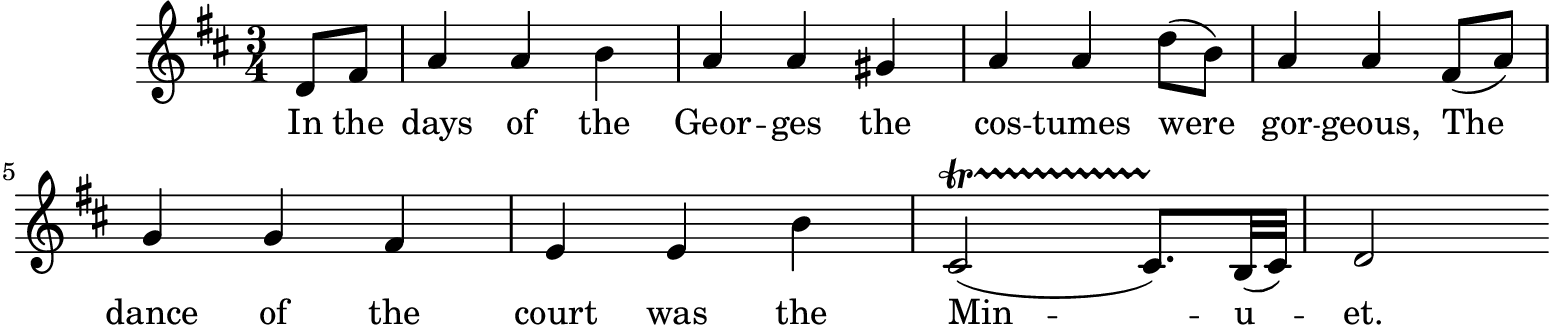 3
4
In the days of the Geor -- ges the cos -- tumes were gor -- geous, The
5
tr
dance of the court was the Min -- u -- et.